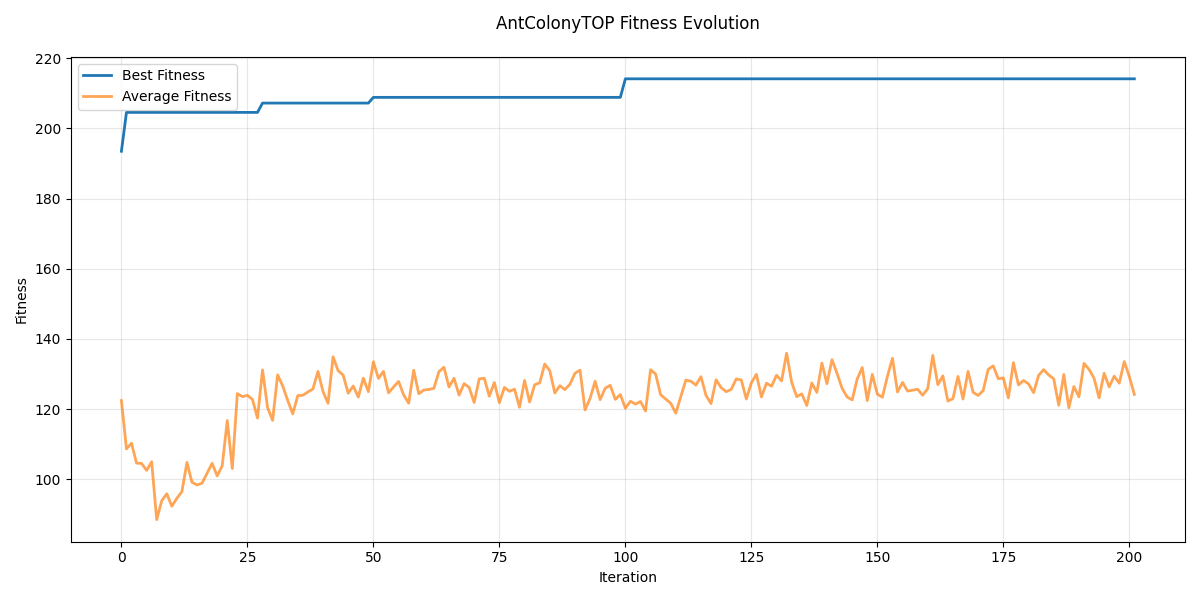 AntColonyTOP Fitness Evolution
Best Fitness
Average Fitness
220
200
180
160
140
120
100
Fitness
0 25 50 75 100 125 150 175 200
Iteration